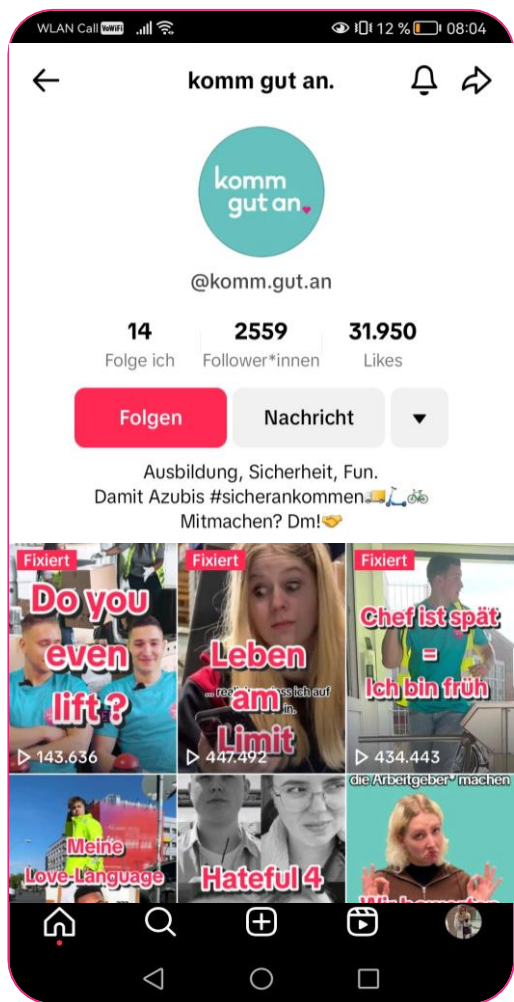 WLAN Call VoWiFi 12 % 08:04
komm gut an.
komm
gut an.
@komm.gut.an
14 2559 31.950
Folge ich Follower*innen Likes
Folgen Nachricht
Ausbildung, Sicherheit, Fun.
Damit Azubis #sicherankommen
Mitmachen? Dm!
Fixiert
Do you
even
lift?
143.636
Fixiert
Leben
am
Limit
447.492
Fixiert
Chef ist spät
=
Ich bin früh
434.443
Meine
Love-Language
Hateful 4
die Arbeitgeber* machen